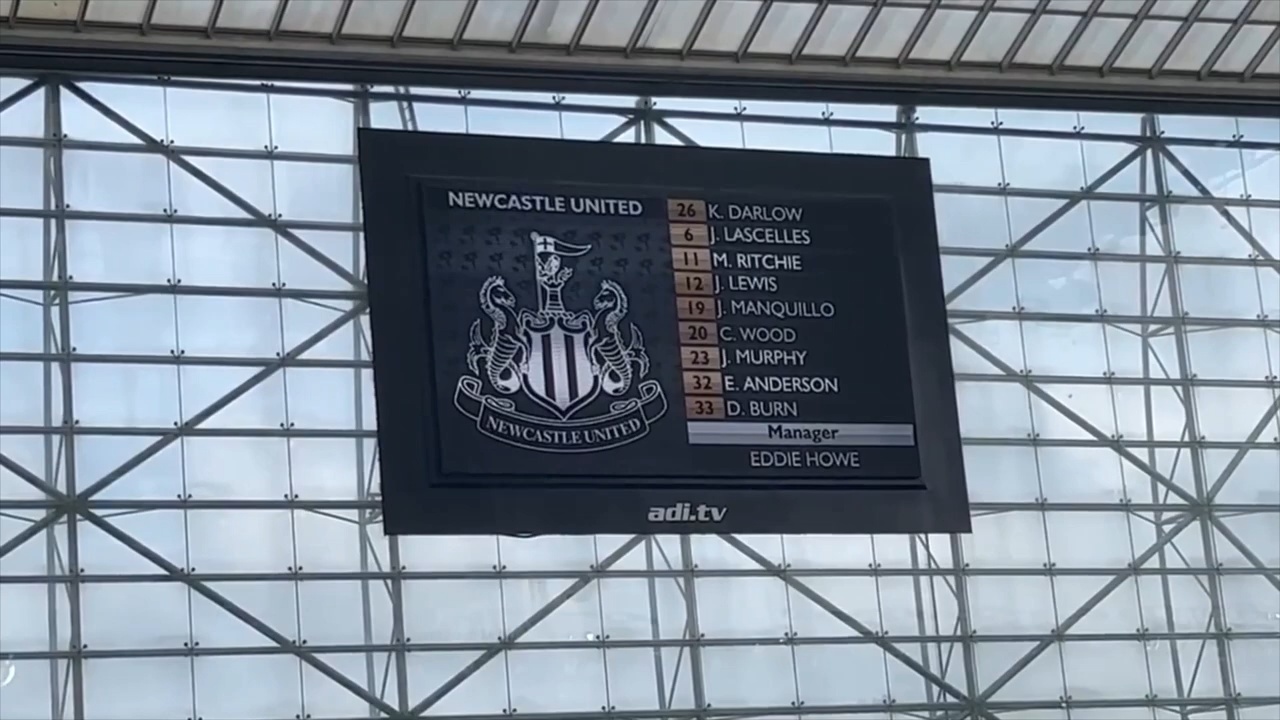 NEWCASTLE UNITED
26 K. DARLOW
6 J. LASCELLES
11 M. RITCHIE
12 J. LEWIS
19 J. MANQUILLO
20 C. WOOD
23 J. MURPHY
32 E. ANDERSON
33 D. BURN
Manager
EDDIE HOWE
NEWCASTLE UNITED
adi.tv